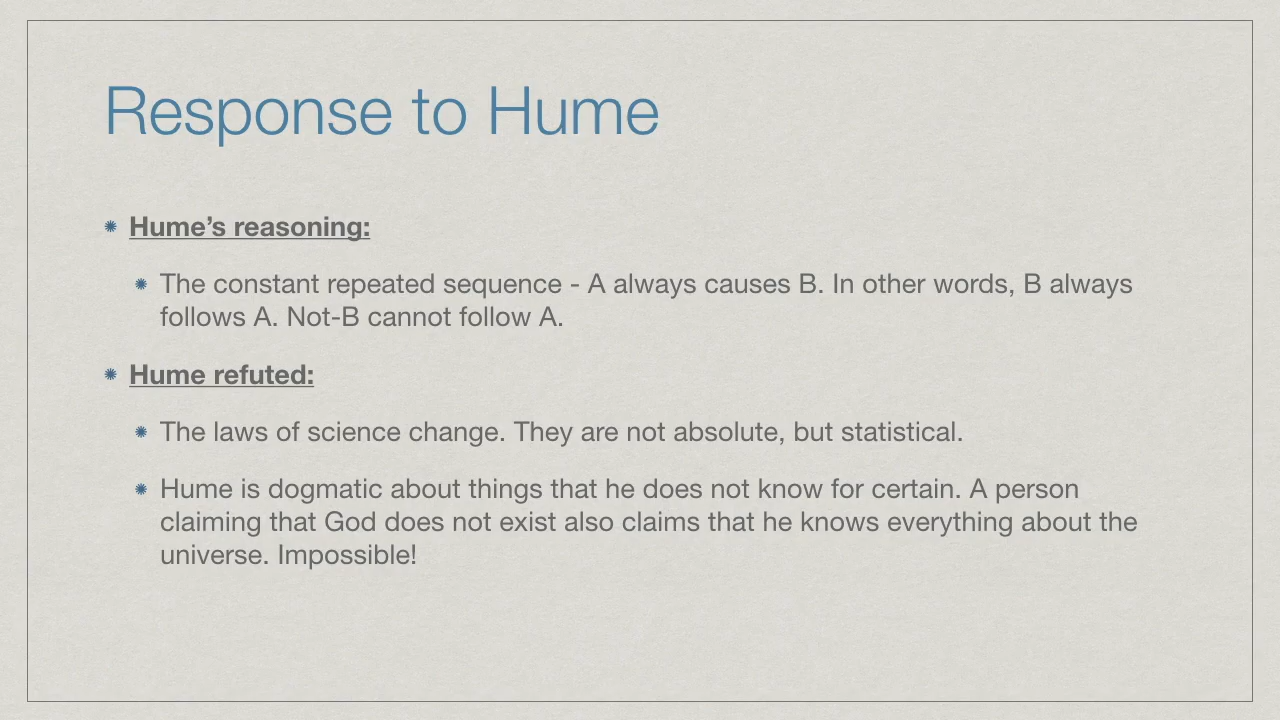 Response to Hume
Hume’s reasoning:
The constant repeated sequence - A always causes B. In other words, B always
follows A. Not-B cannot follow A.
Hume refuted:
The laws of science change. They are not absolute, but statistical.
Hume is dogmatic about things that he does not know for certain. A person
claiming that God does not exist also claims that he knows everything about the
universe. Impossible!